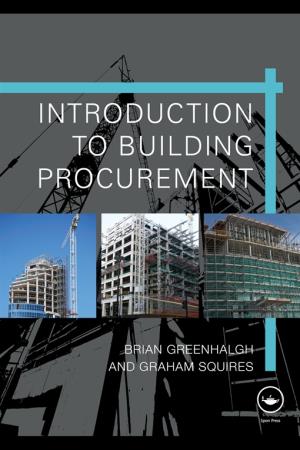 INTRODUCTION
TO BUILDING
PROCUREMENT
BRIAN GREENHALGH
AND GRAHAM SQUIRES
Spon Press